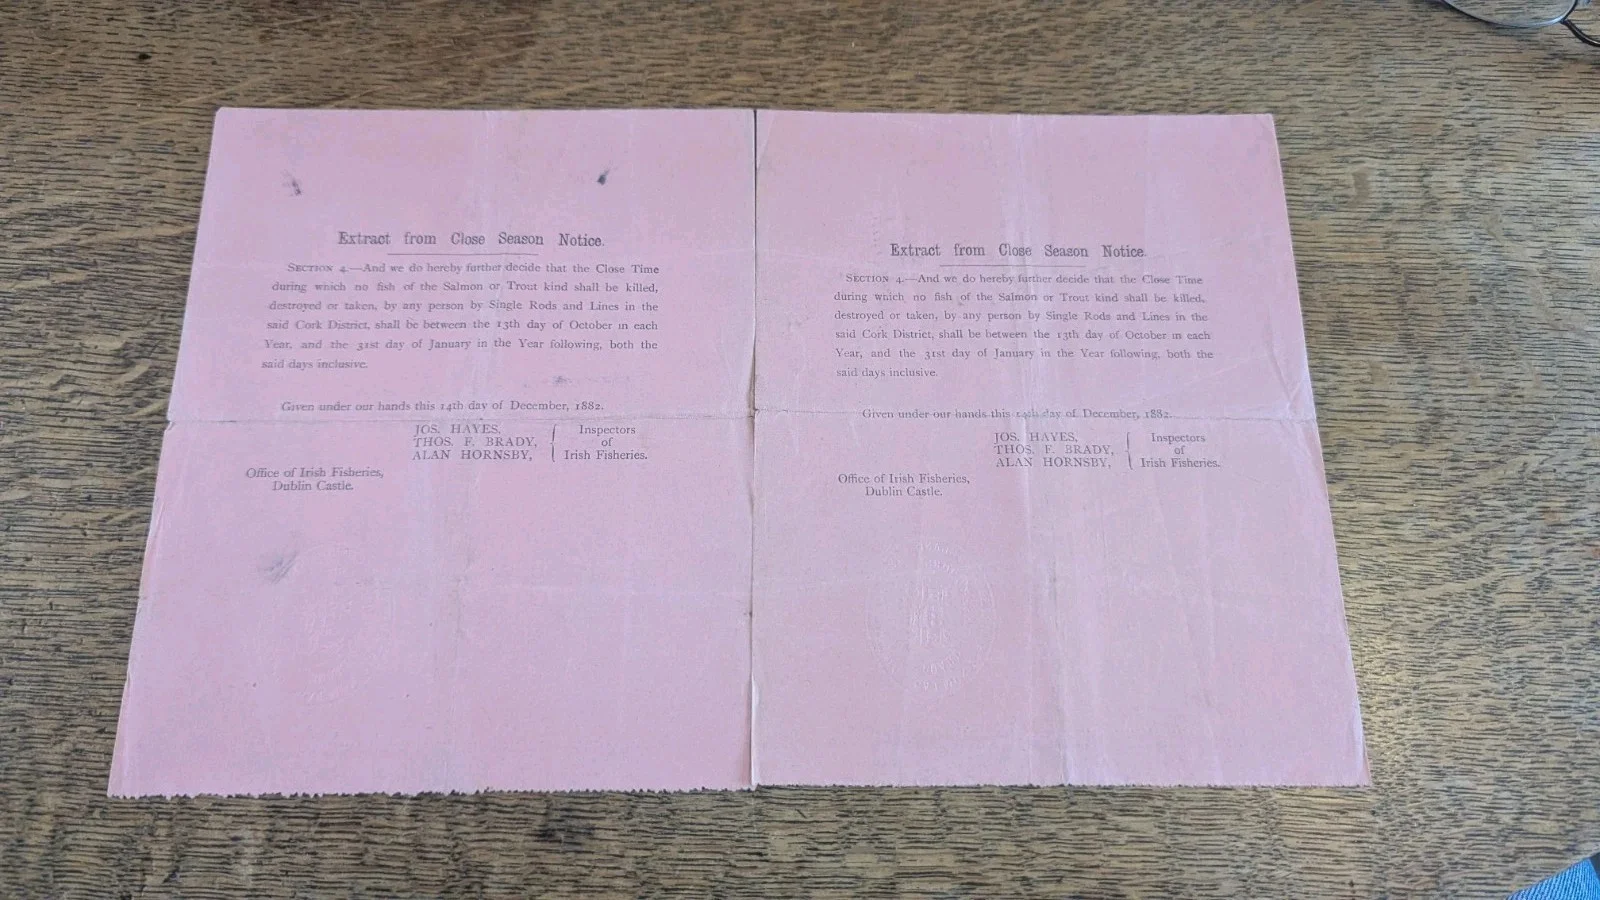 Extract from Close Season Notice.
SECTION 4.—And we do hereby further decide that the Close Time
during which no fish of the Salmon or Trout kind shall be killed,
destroyed or taken, by any person by Single Rods and Lines in the
said Cork District, shall be between the 13th day of October in each
Year, and the 31st day of January in the Year following, both the
said days inclusive.
Given under our hands this 14th day of December, 1882.
JOS. HAYES,
THOS. F. BRADY,
ALAN HORNSBY,
Inspectors
of
Irish Fisheries.
Office of Irish Fisheries,
Dublin Castle.
Extract from Close Season Notice.
SECTION 4.—And we do hereby further decide that the Close Time
during which no fish of the Salmon or Trout kind shall be killed,
destroyed or taken, by any person by Single Rods and Lines in the
said Cork District, shall be between the 13th day of October in each
Year, and the 31st day of January in the Year following, both the
said days inclusive.
Given under our hands this 14th day of December, 1882.
JOS. HAYES,
THOS. F. BRADY,
ALAN HORNSBY,
Inspectors
of
Irish Fisheries.
Office of Irish Fisheries,
Dublin Castle.